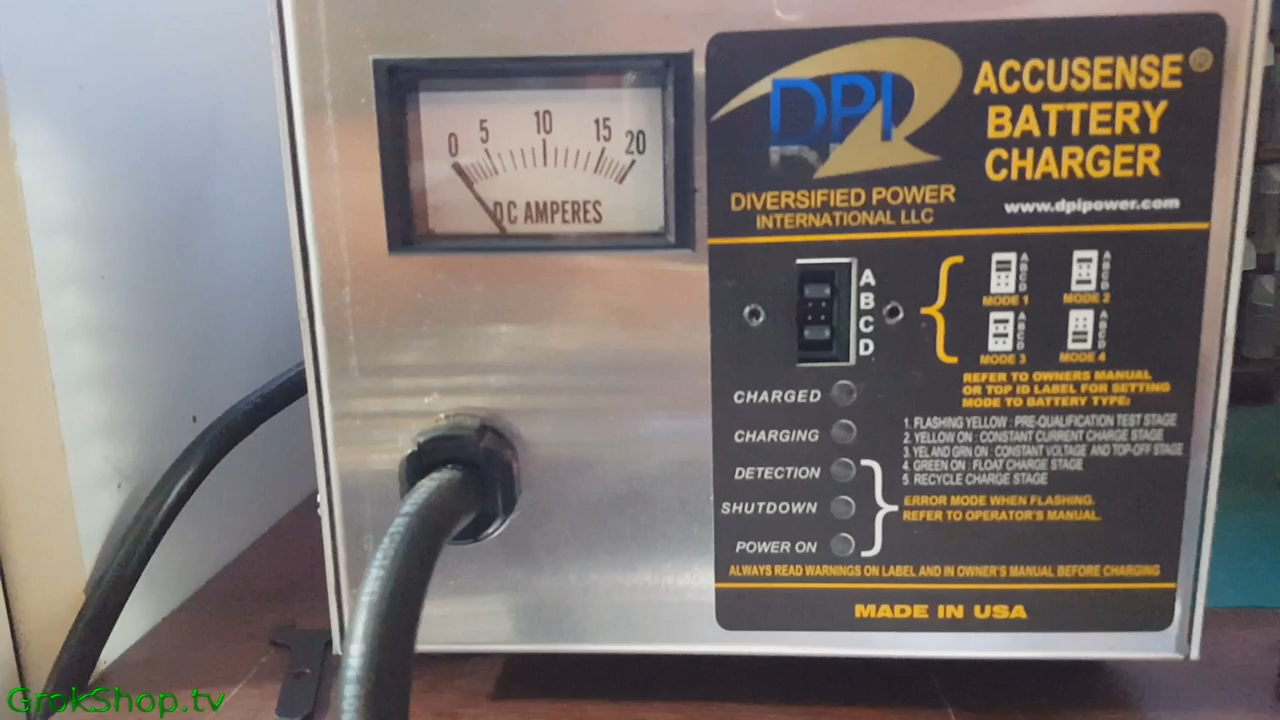 0 5 10 15 20
DC AMPERES
DPI
DIVERSIFIED POWER
INTERNATIONAL LLC
ACCUSENSE®
BATTERY
CHARGER
www.dpipower.com
A
B
C
D
A
B
C
D
MODE 1
A
B
C
D
MODE 2
A
B
C
D
MODE 3
A
B
C
D
MODE 4
REFER TO OWNERS MANUAL
OR TOP ID LABEL FOR SETTING
MODE TO BATTERY TYPE:
CHARGED
CHARGING
DETECTION
SHUTDOWN
POWER ON
1. FLASHING YELLOW : PRE-QUALIFICATION TEST STAGE
2. YELLOW ON : CONSTANT CURRENT CHARGE STAGE
3. YEL AND GRN ON : CONSTANT VOLTAGE AND TOP-OFF STAGE
4. GREEN ON : FLOAT CHARGE STAGE
5. RECYCLE CHARGE STAGE
ERROR MODE WHEN FLASHING.
REFER TO OPERATOR'S MANUAL.
ALWAYS READ WARNINGS ON LABEL AND IN OWNER'S MANUAL BEFORE CHARGING
MADE IN USA
GrokShop.tv